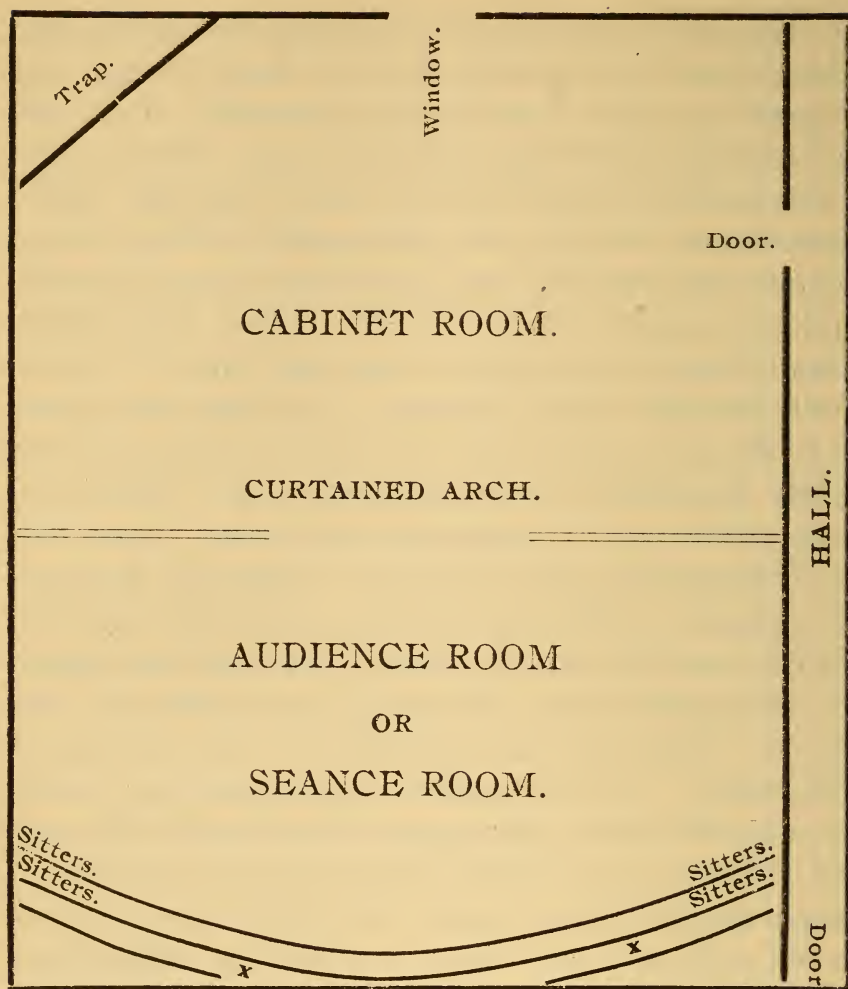 Trap.
Window.
Door.
CABINET ROOM.
CURTAINED ARCH.
HALL.
AUDIENCE ROOM
OR
SEANCE ROOM.
Sitters.
Sitters.
Sitters.
Sitters.
x
x
Door